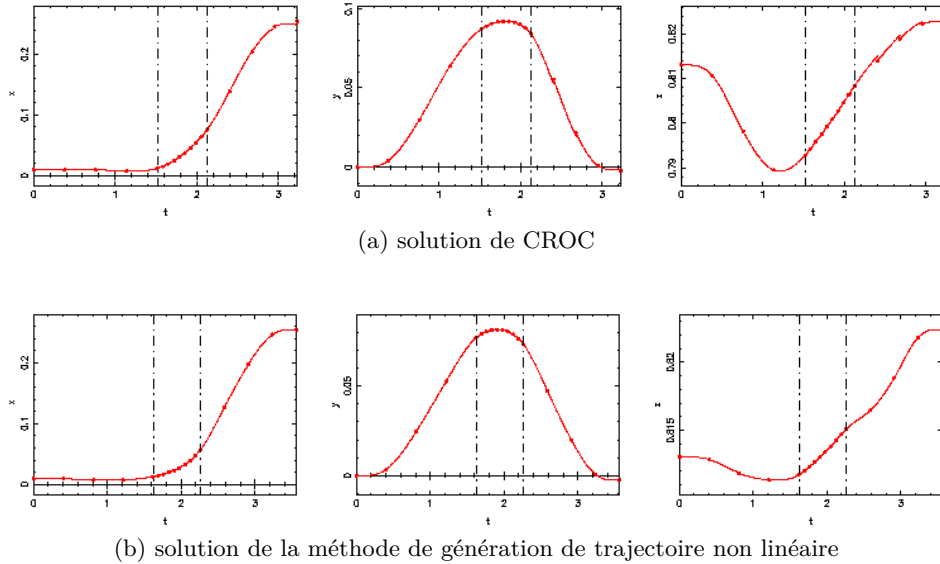 0.2
0.1
0
x
0 1 2 3
t
0.1
0.05
0
y
0 1 2 3
t
0.82
0.81
0.8
0.79
z
0 1 2 3
t
(a) solution de CROC
0.2
0.1
0
x
0 1 2 3
t
0.05
0
y
0 1 2 3
t
0.82
0.815
z
0 1 2 3
t
(b) solution de la méthode de génération de trajectoire non linéaire